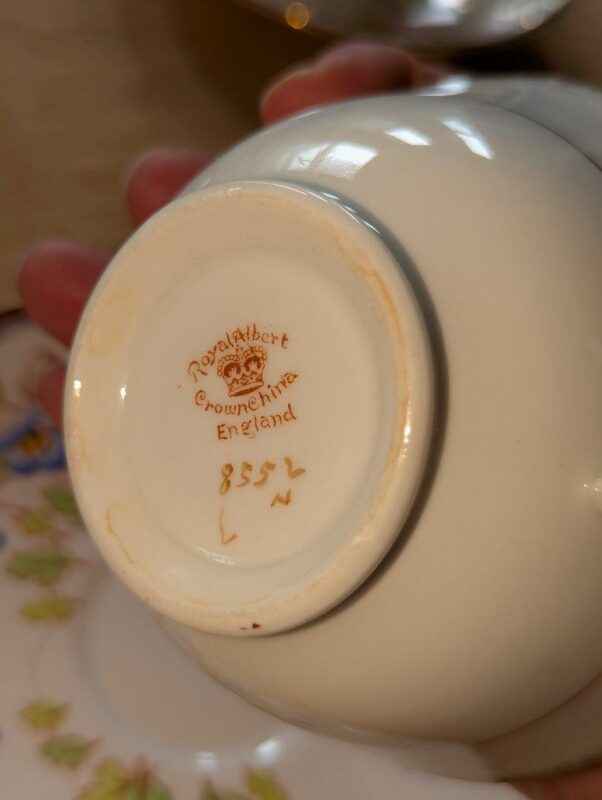 Royal Albert
Crown China
England
8552
N
L